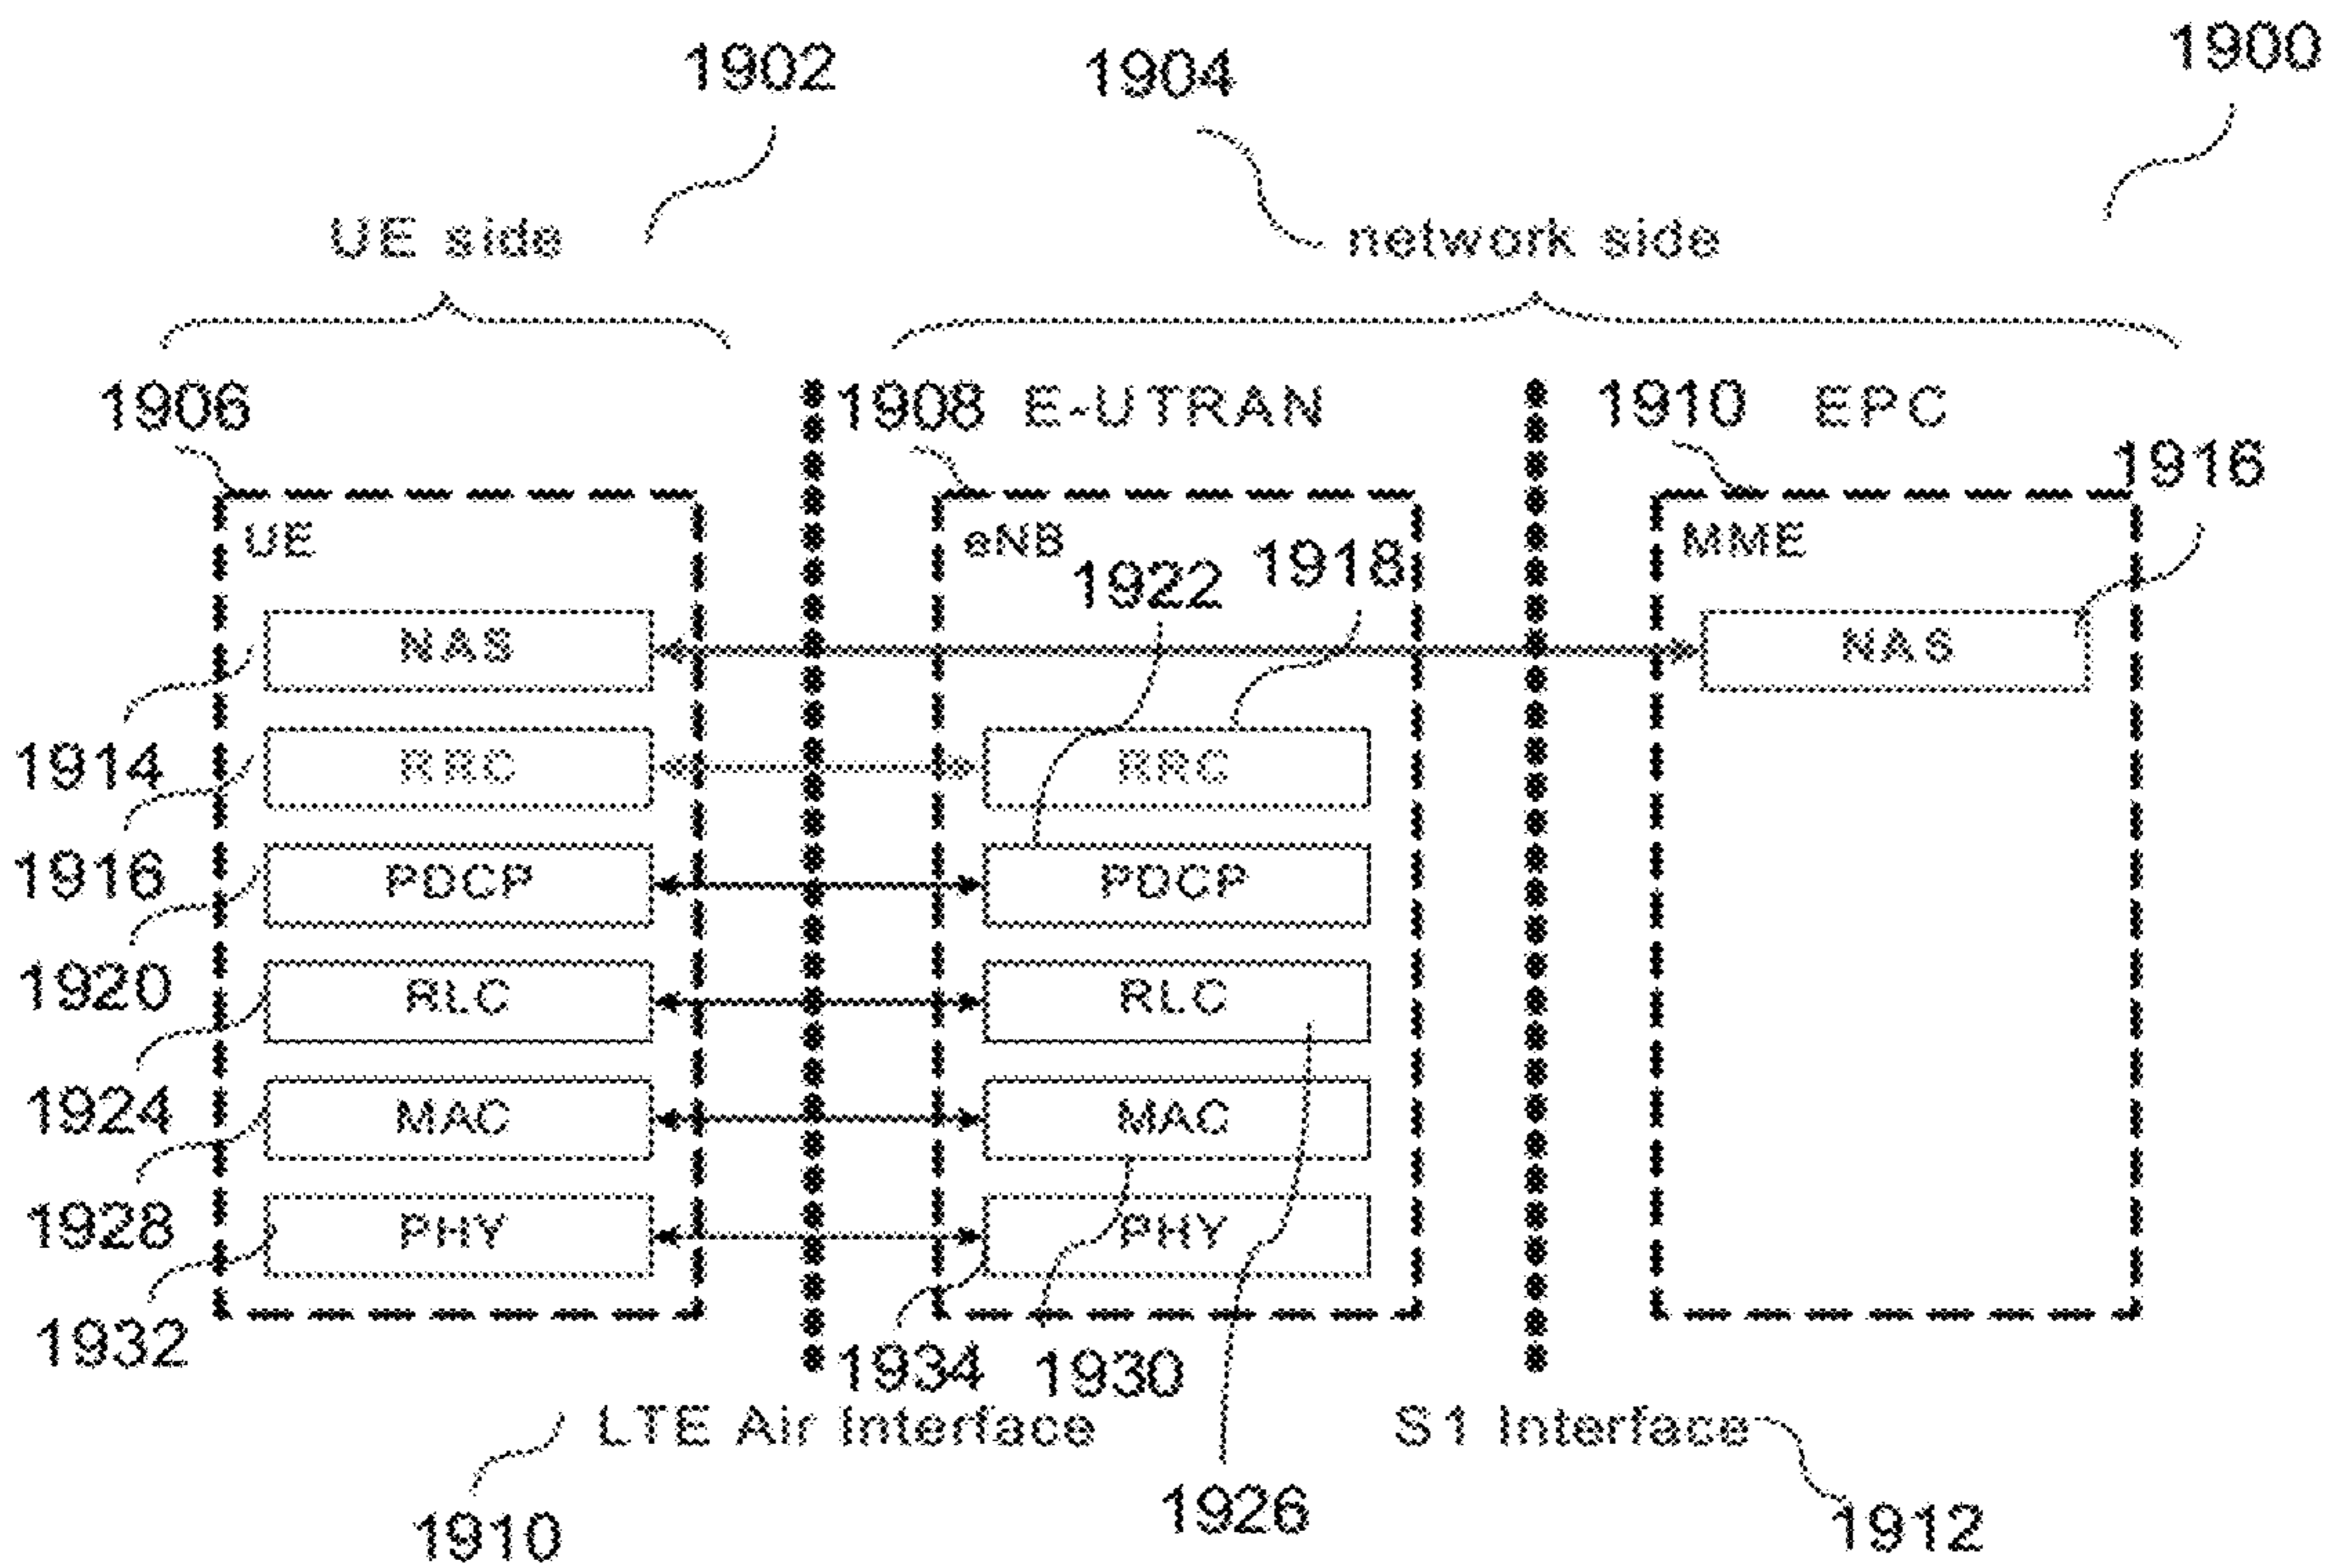 1902 1904 1900
UE side network side
1906 1908 E-UTRAN 1910 EPC
1916
UE eNB MME
1922 1918
NAS NAS
1914 RRC RRC
1916 PDCP PDCP
1920 RLC RLC
1924 MAC MAC
1928 PHY PHY
1932 1934 1930
LTE Air Interface S1 Interface
1910 1926 1912